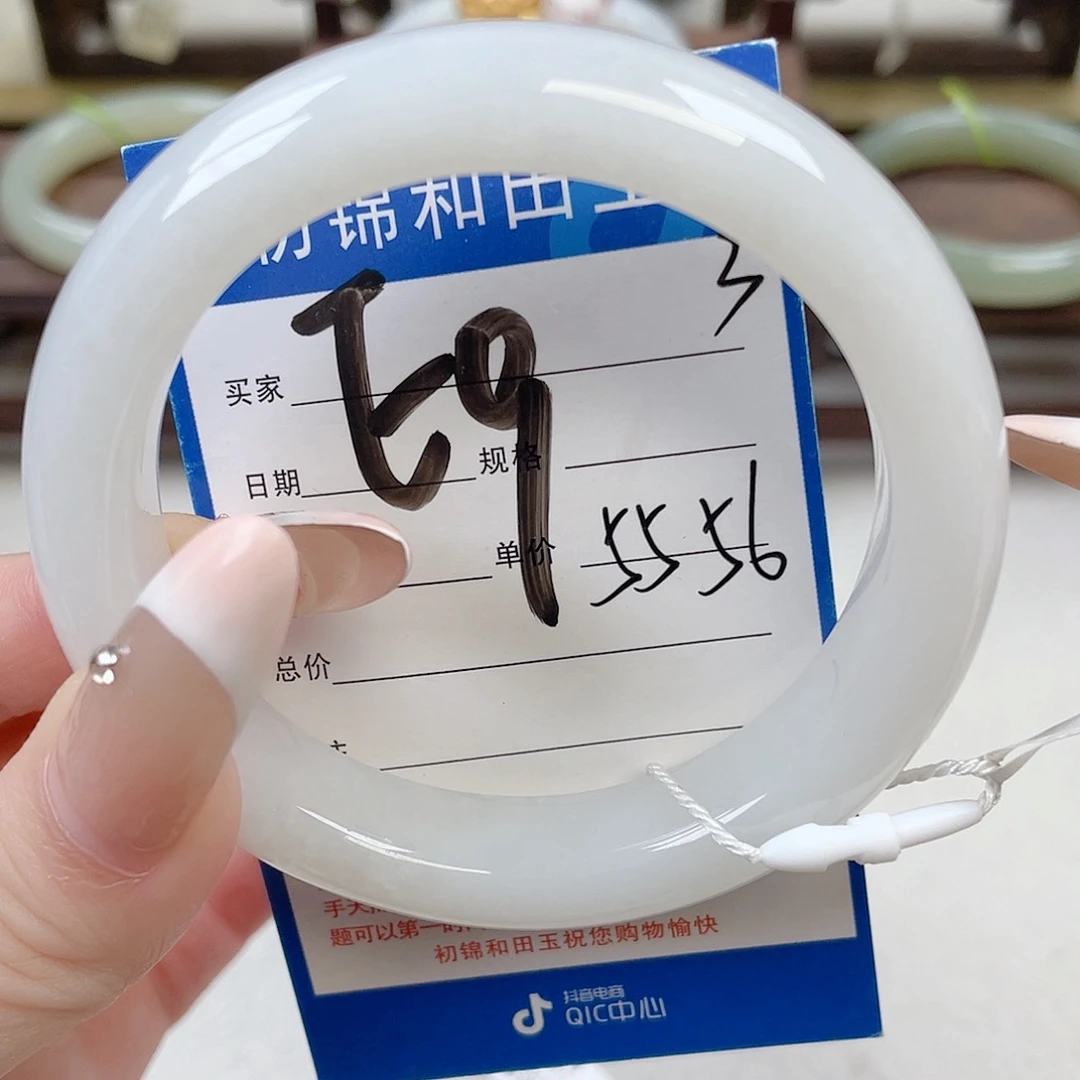 初锦和田玉
3
买家
日期 规格
单价 55 56
总价
题可以第一时
初锦和田玉祝您购物愉快
抖音电商
QIC中心